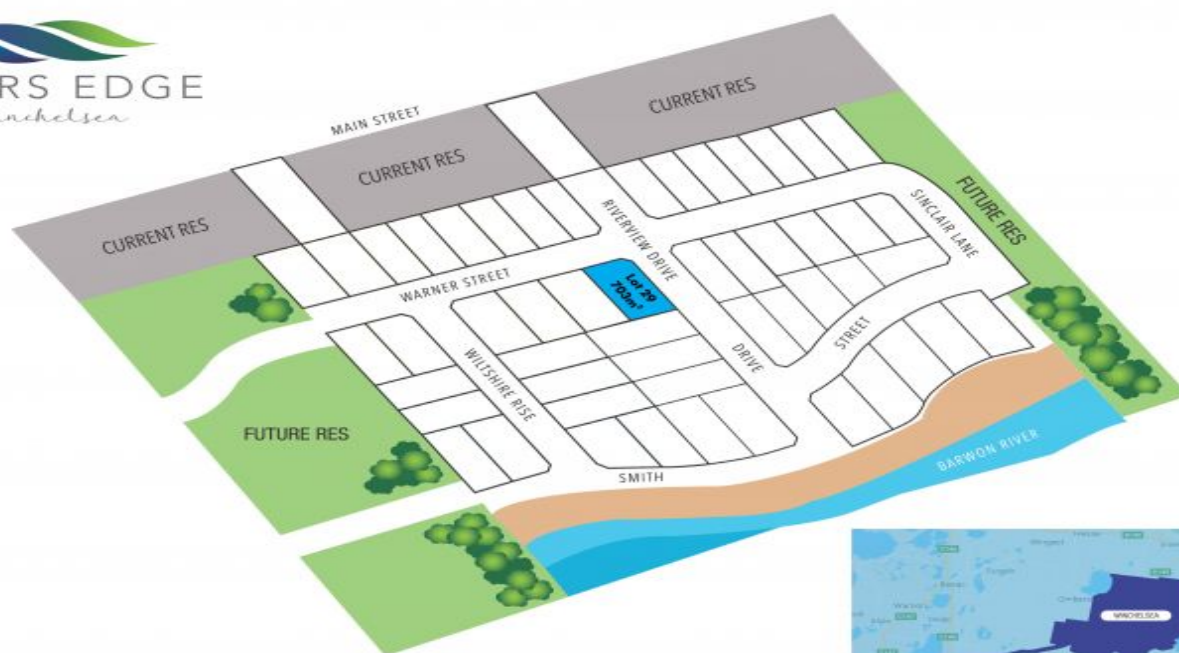 RS EDGE
nchelsea
MAIN STREET
CURRENT RES
CURRENT RES
CURRENT RES
RIVERVIEW DRIVE
SINCLAIR LANE
FUTURE RES
WARNER STREET
Lot 29
703m²
WILTSHIRE RISE
DRIVE
STREET
FUTURE RES
SMITH
BARWON RIVER
WINCHELSEA